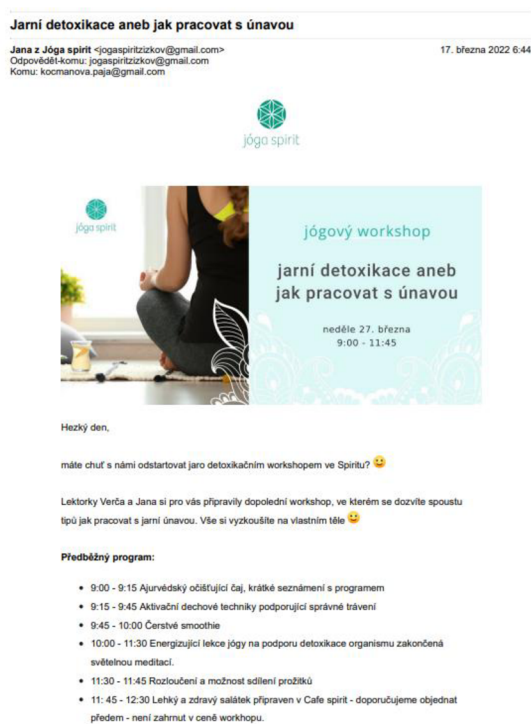 Jarní detoxikace aneb jak pracovat s únavou
Jana z Jóga spirit <jogaspiritzizkov@gmail.com> 17. března 2022 6:44
Odpovědět-komu: jogaspiritzizkov@gmail.com
Komu: kocmanova.paja@gmail.com
jóga spirit
jóga spirit
jógový workshop
jarní detoxikace aneb
jak pracovat s únavou
neděle 27. března
9:00 - 11:45
Hezký den,
máte chuť s námi odstartovat jaro detoxikačním workshopem ve Spiritu? 😀
Lektorky Verča a Jana si pro vás připravily dopolední workshop, ve kterém se dozvíte spoustu
tipů jak pracovat s jarní únavou. Vše si vyzkoušíte na vlastním těle 😀
Předběžný program:
• 9:00 - 9:15 Ajurvédský očišťující čaj, krátké seznámení s programem
• 9:15 - 9:45 Aktivační dechové techniky podporující správné trávení
• 9:45 - 10:00 Čerstvé smoothie
• 10:00 - 11:30 Energizující lekce jógy na podporu detoxikace organismu zakončená
světelnou meditací.
• 11:30 - 11:45 Rozloučení a možnost sdílení prožitků
• 11: 45 - 12:30 Lehký a zdravý salátek připraven v Cafe spirit - doporučujeme objednat
předem - není zahrnut v ceně workhopu.